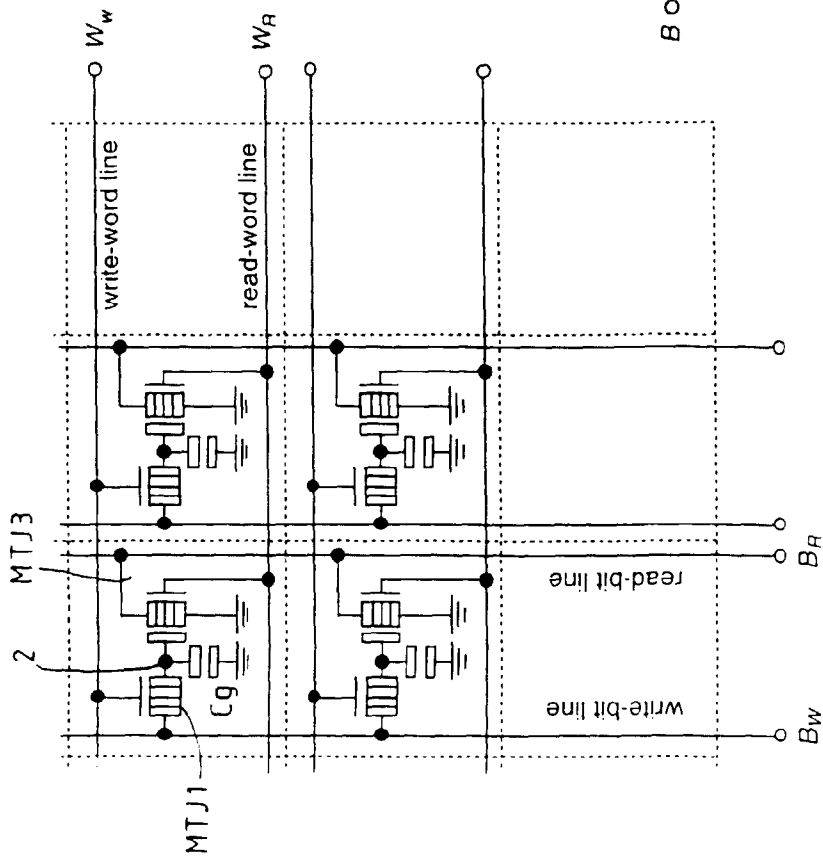 W_W
write-word line
W_R
read-word line
B
MTJ3
2
Cg
MTJ1
read-bit line
write-bit line
B_R
B_W